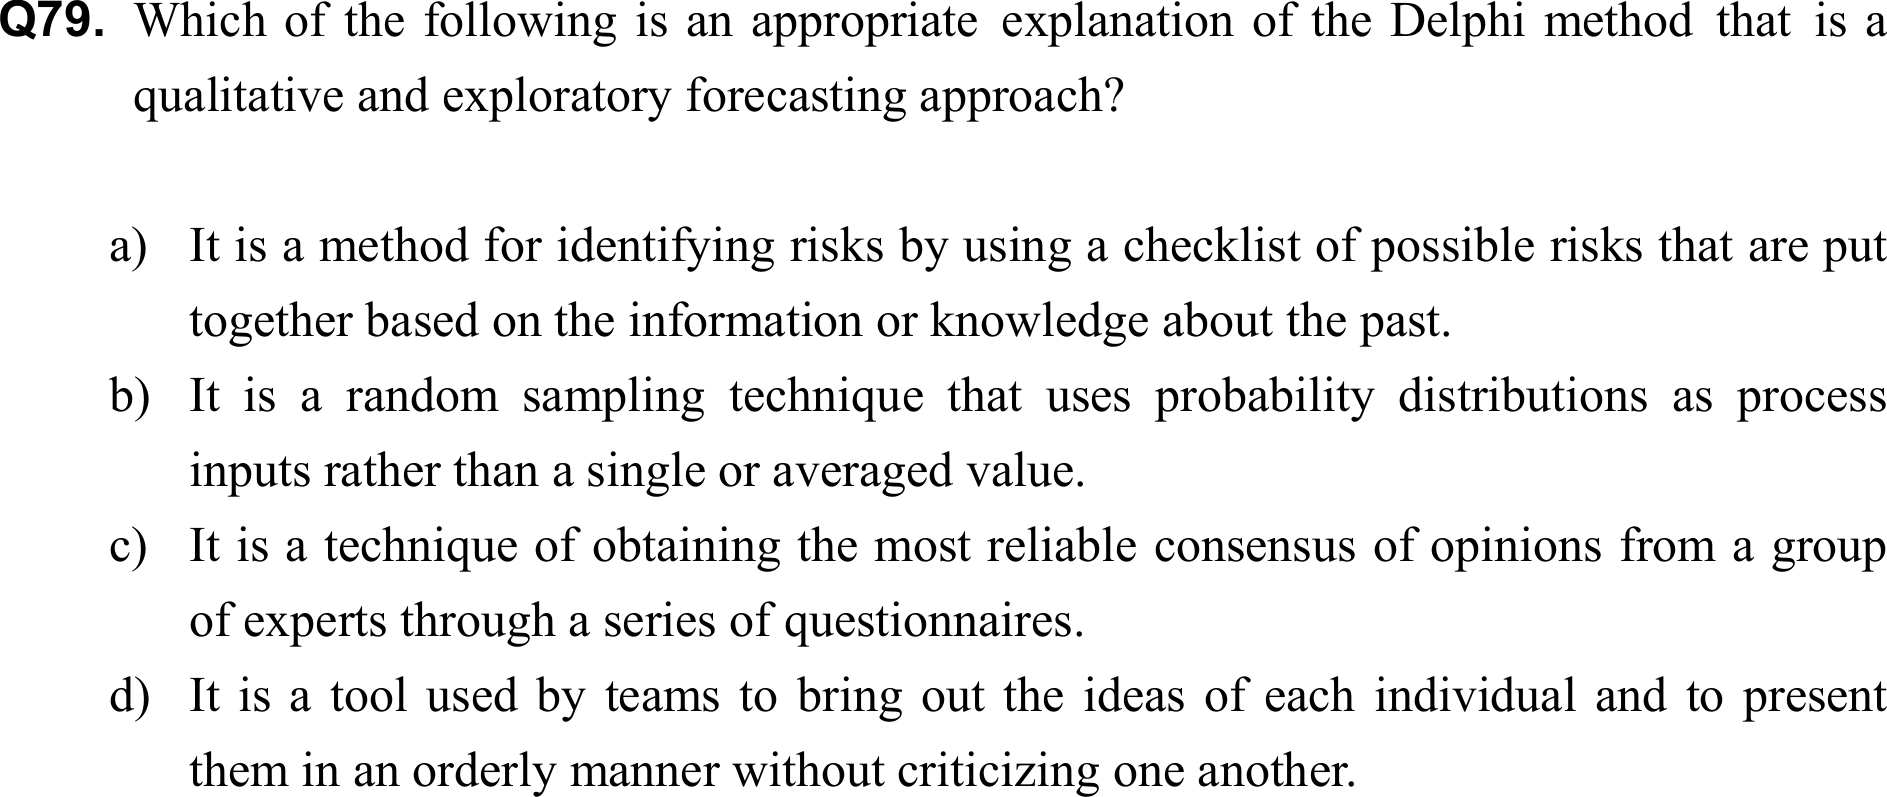 Q79. Which of the following is an appropriate explanation of the Delphi method that is a
qualitative and exploratory forecasting approach?
a) It is a method for identifying risks by using a checklist of possible risks that are put
together based on the information or knowledge about the past.
b) It is a random sampling technique that uses probability distributions as process
inputs rather than a single or averaged value.
c) It is a technique of obtaining the most reliable consensus of opinions from a group
of experts through a series of questionnaires.
d) It is a tool used by teams to bring out the ideas of each individual and to present
them in an orderly manner without criticizing one another.